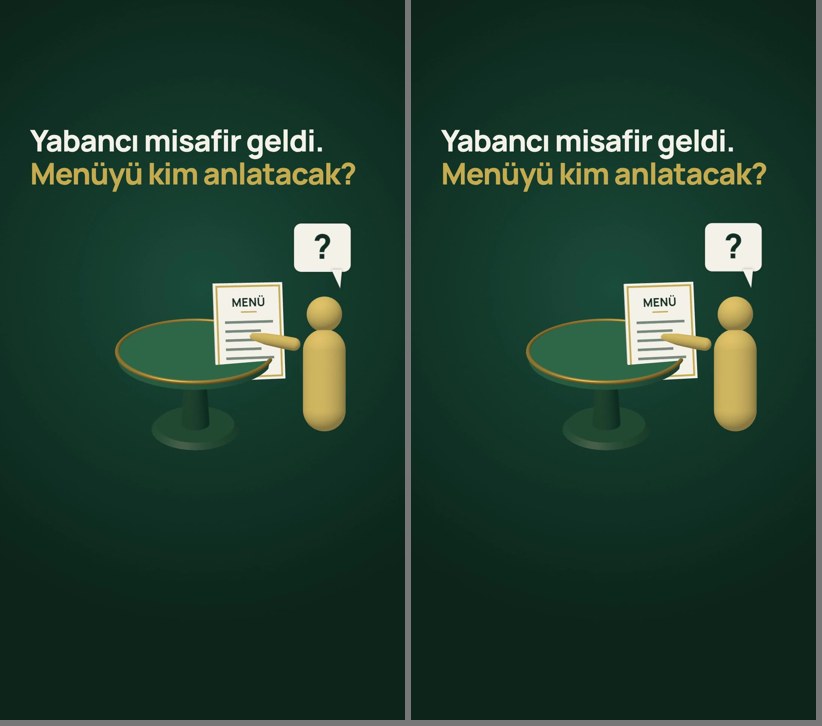 Yabancı misafir geldi.
Menüyü kim anlatacak?
?
MENÜ
Yabancı misafir geldi.
Menüyü kim anlatacak?
?
MENÜ